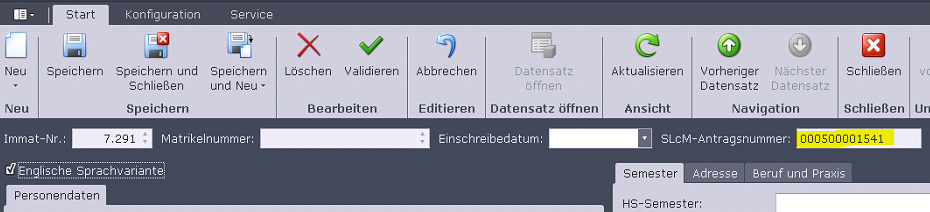 Start Konfiguration Service
Neu Speichern Speichern und Schließen Speichern und Neu Löschen Validieren Abbrechen Datensatz öffnen Aktualisieren Vorheriger Datensatz Nächster Datensatz Schließen
Neu Speichern Bearbeiten Editieren Datensatz öffnen Ansicht Navigation Schließen
Immat-Nr.: 7.291 Matrikelnummer: Einschreibedatum: SLcM-Antragsnummer: 000500001541
Englische Sprachvariante
Semester Adresse Beruf und Praxis
Personendaten
HS-Semester: